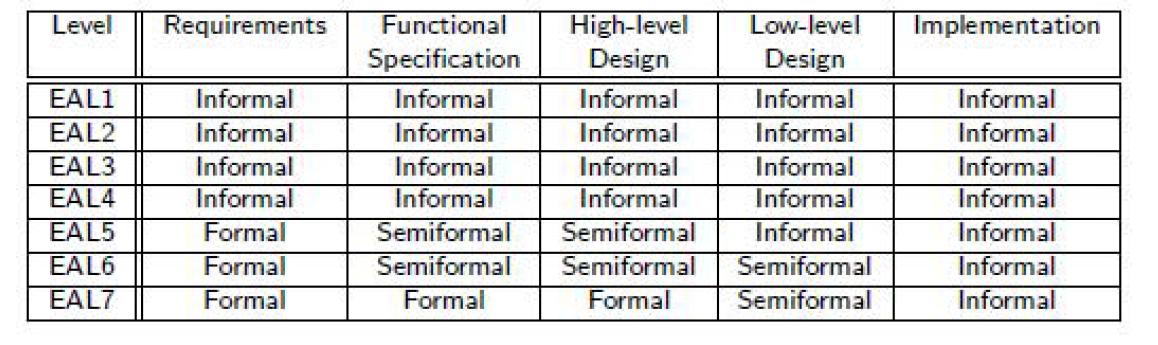 Level Requirements Functional Specification High-level Design Low-level Design Implementation
EAL1 Informal Informal Informal Informal Informal
EAL2 Informal Informal Informal Informal Informal
EAL3 Informal Informal Informal Informal Informal
EAL4 Informal Informal Informal Informal Informal
EAL5 Formal Semiformal Semiformal Informal Informal
EAL6 Formal Semiformal Semiformal Semiformal Informal
EAL7 Formal Formal Formal Semiformal Informal